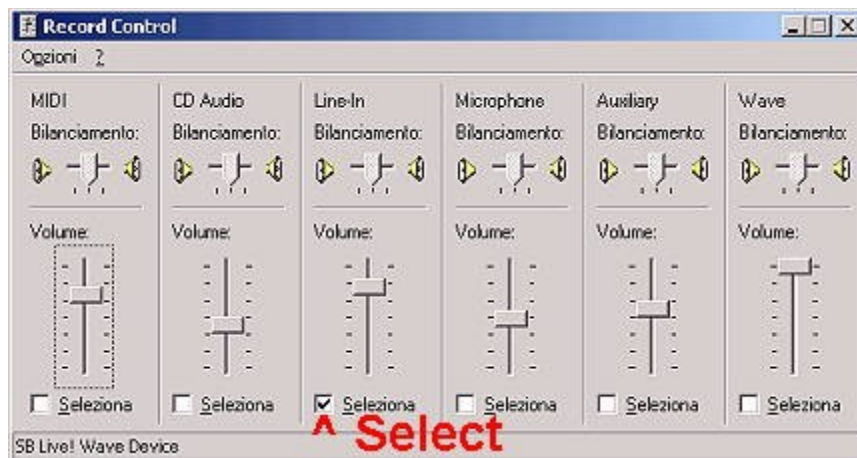 Record Control
Opzioni ?
MIDI CD Audio Line-In Microphone Auxiliary Wave
Bilanciamento: Bilanciamento: Bilanciamento: Bilanciamento: Bilanciamento: Bilanciamento:
Volume: Volume: Volume: Volume: Volume: Volume:
Seleziona Seleziona Seleziona Seleziona Seleziona Seleziona
^ Select
SB Live! Wave Device